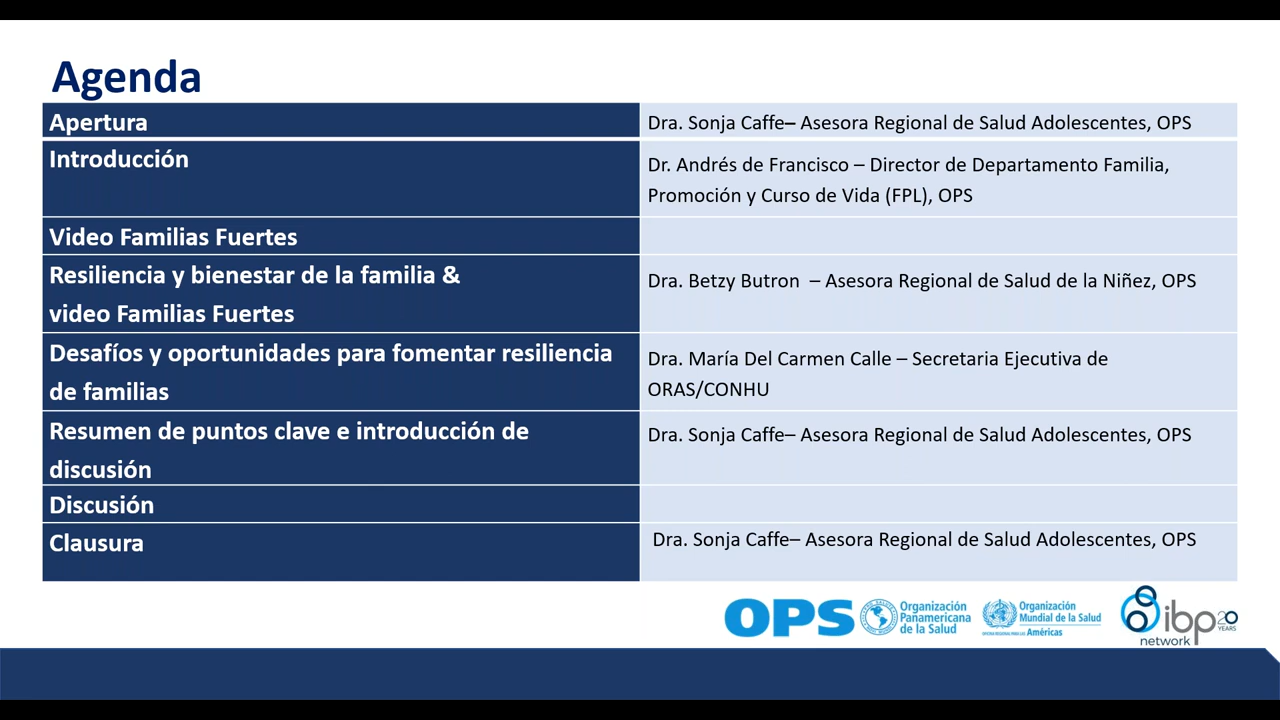 Agenda
Apertura
Dra. Sonja Caffe– Asesora Regional de Salud Adolescentes, OPS
Introducción
Dr. Andrés de Francisco – Director de Departamento Familia,
Promoción y Curso de Vida (FPL), OPS
Video Familias Fuertes
Resiliencia y bienestar de la familia &
video Familias Fuertes
Dra. Betzy Butron – Asesora Regional de Salud de la Niñez, OPS
Desafíos y oportunidades para fomentar resiliencia
de familias
Dra. María Del Carmen Calle – Secretaria Ejecutiva de
ORAS/CONHU
Resumen de puntos clave e introducción de
discusión
Dra. Sonja Caffe– Asesora Regional de Salud Adolescentes, OPS
Discusión
Clausura
Dra. Sonja Caffe– Asesora Regional de Salud Adolescentes, OPS
OPS
Organización
Panamericana
de la Salud
Organización
Mundial de la Salud
Américas
ibp
network
20
YEARS